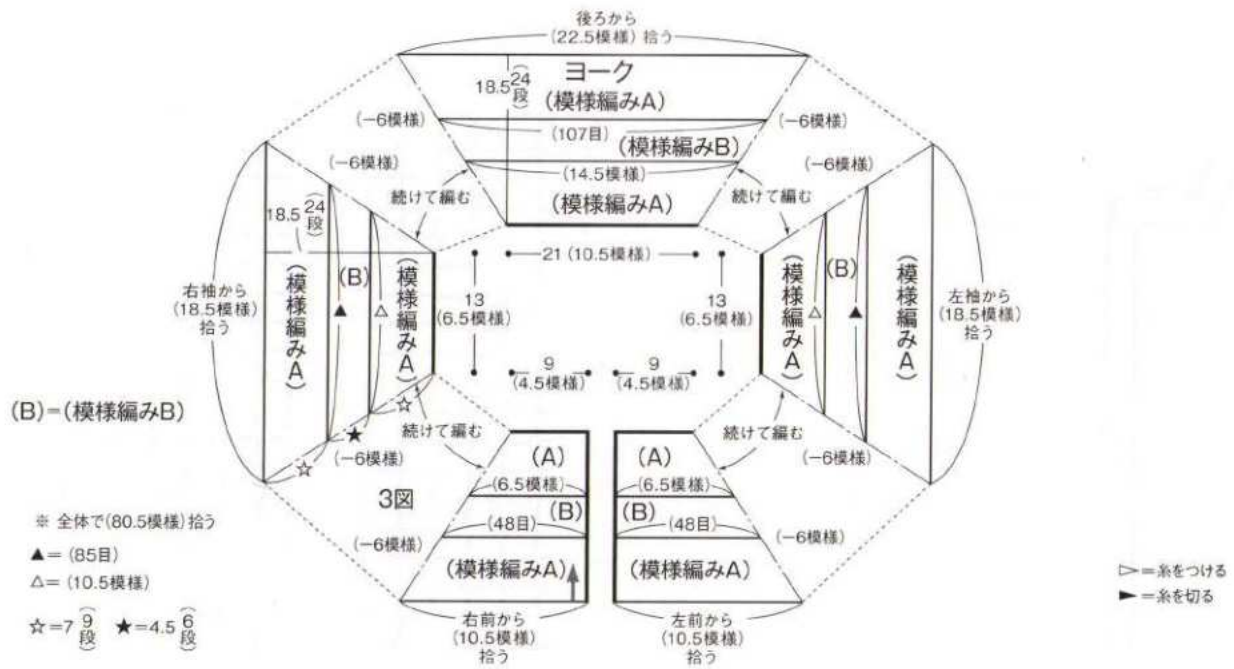 後ろから
(22.5模様) 拾う
ヨーク
(模様編みA)
18.5 24段
(107目)
(模様編みB)
(14.5模様)
(模様編みA)
(−6模様)
(−6模様)
(−6模様)
(−6模様)
続けて編む
続けて編む
21 (10.5模様)
18.5 24段
(模様編みA)
(B)
(模様編みA)
▲
△
右袖から
(18.5模様)
拾う
13
(6.5模様)
13
(6.5模様)
9
(4.5模様)
9
(4.5模様)
(模様編みA)
(B)
(模様編みA)
△
▲
左袖から
(18.5模様)
拾う
(B)=(模様編みB)
☆
★
☆
続けて編む
続けて編む
(−6模様)
(−6模様)
3図
(−6模様)
(−6模様)
(A)
(6.5模様)
(B)
(48目)
(模様編みA)
(A)
(6.5模様)
(B)
(48目)
(模様編みA)
右前から
(10.5模様)
拾う
左前から
(10.5模様)
拾う
※ 全体で(80.5模様)拾う
▲=(85目)
△=(10.5模様)
☆=7(9段) ★=4.5(6段)
▷=糸をつける
▶=糸を切る